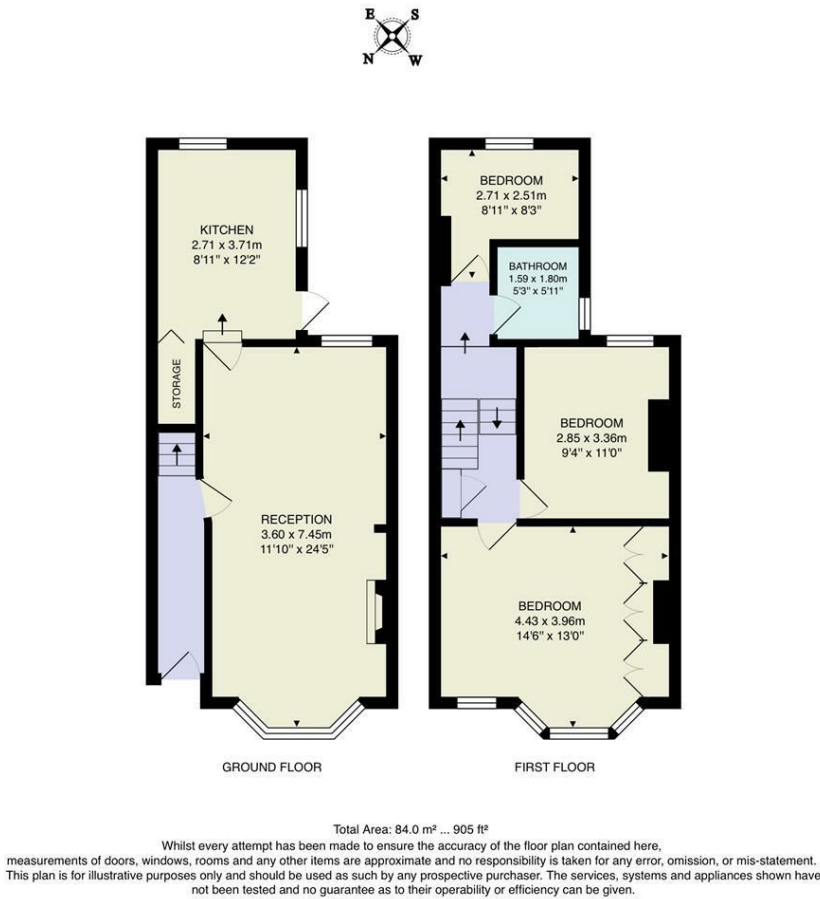 E S
N W
KITCHEN
2.71 x 3.71m
8'11" x 12'2"
STORAGE
RECEPTION
3.60 x 7.45m
11'10" x 24'5"
GROUND FLOOR
BEDROOM
2.71 x 2.51m
8'11" x 8'3"
BATHROOM
1.59 x 1.80m
5'3" x 5'11"
BEDROOM
2.85 x 3.36m
9'4" x 11'0"
BEDROOM
4.43 x 3.96m
14'6" x 13'0"
FIRST FLOOR
Total Area: 84.0 m² ... 905 ft²
Whilst every attempt has been made to ensure the accuracy of the floor plan contained here,
measurements of doors, windows, rooms and any other items are approximate and no responsibility is taken for any error, omission, or mis-statement.
This plan is for illustrative purposes only and should be used as such by any prospective purchaser. The services, systems and appliances shown have
not been tested and no guarantee as to their operability or efficiency can be given.